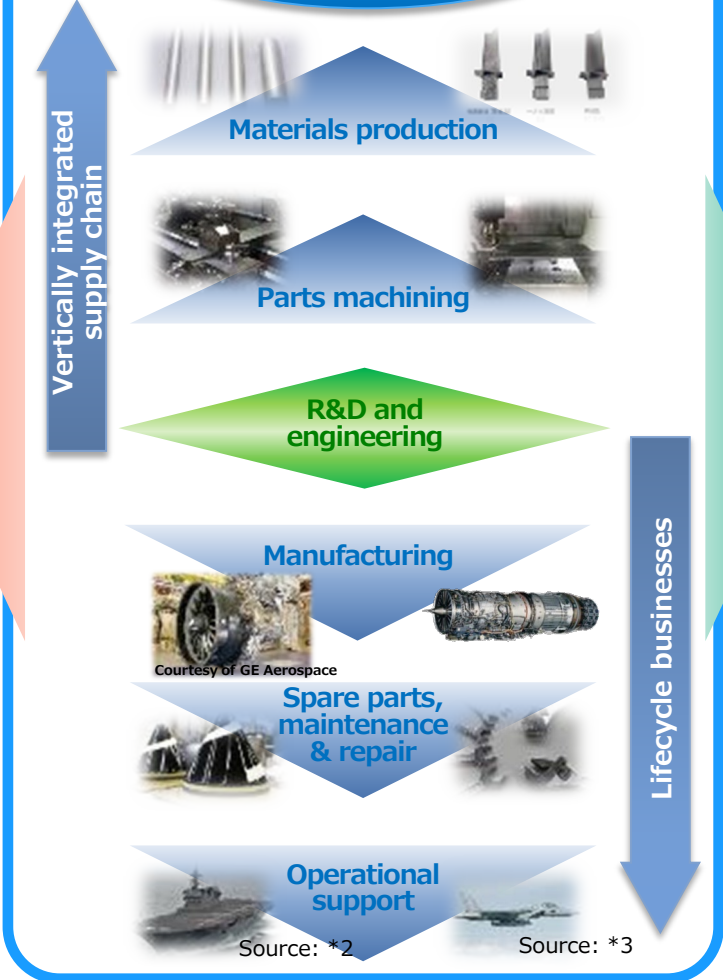 Materials production
Vertically integrated
supply chain
Parts machining
R&D and
engineering
Manufacturing
Courtesy of GE Aerospace
Spare parts,
maintenance
& repair
Lifecycle businesses
Operational
support
Source: *2
Source: *3